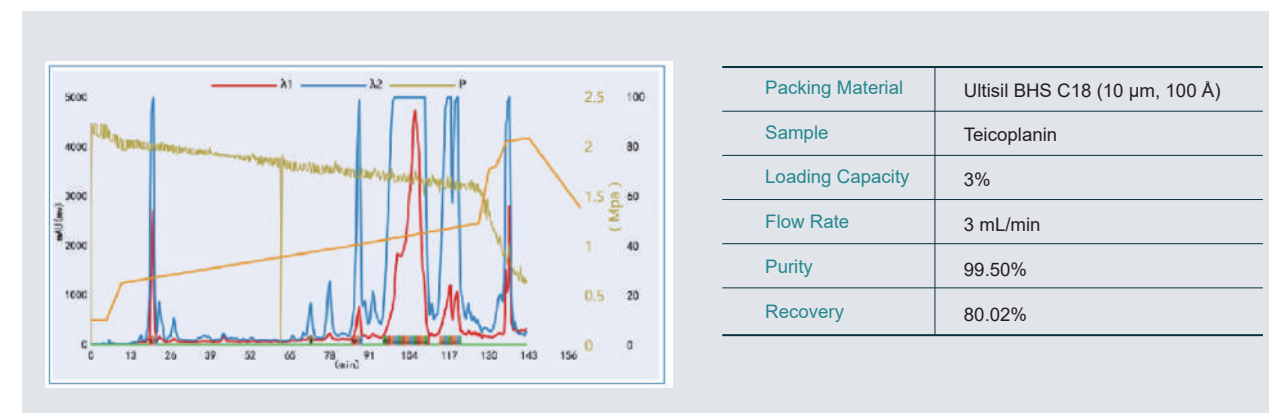 λ1 λ2 P
5000 2.5 100
4000 2 80
3000 1.5 60
2000 1 40
1000 0.5 20
0 0 0
mAU(mv)
(Mpa)
0 13 26 39 52 65 78 91 104 117 130 143 156
(min)
Packing Material Ultisil BHS C18 (10 μm, 100 Å)
Sample Teicoplanin
Loading Capacity 3%
Flow Rate 3 mL/min
Purity 99.50%
Recovery 80.02%